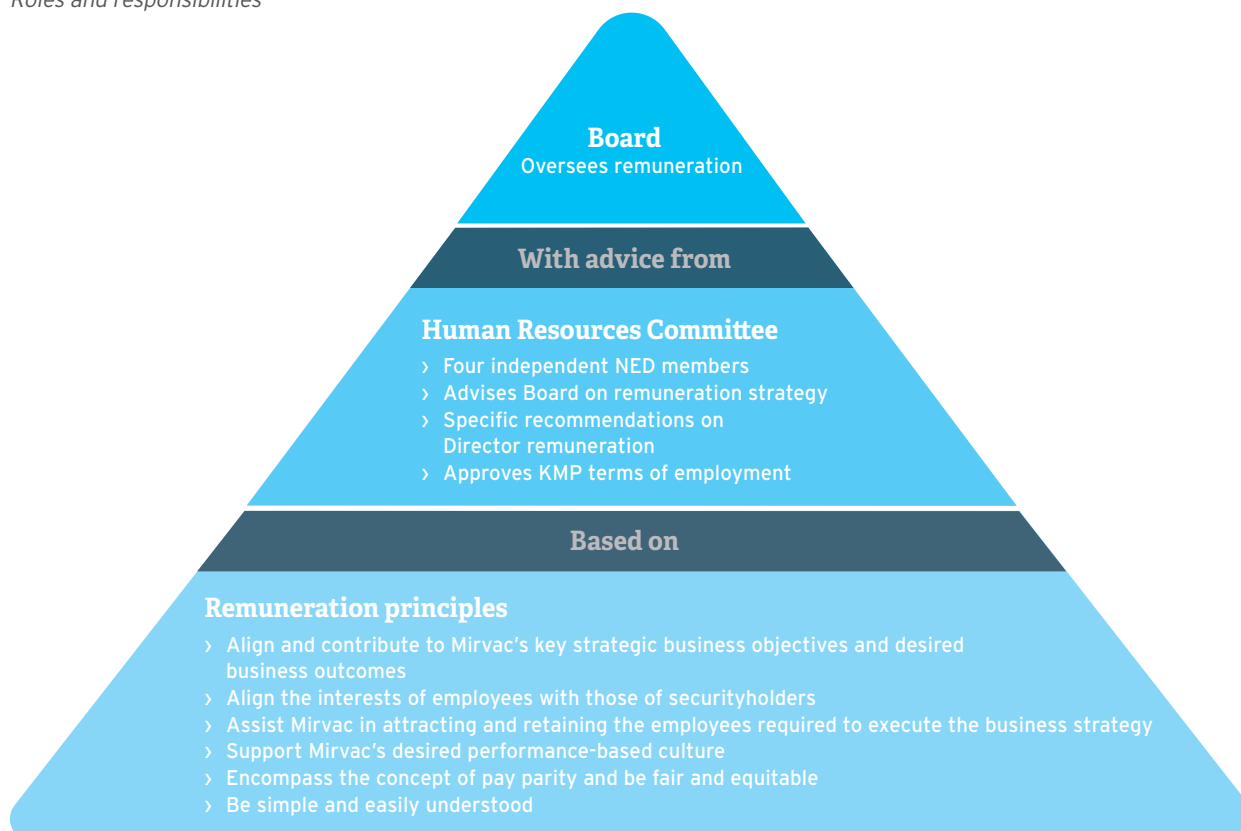 Roles and responsibilities
Board
Oversees remuneration
With advice from
Human Resources Committee
› Four independent NED members
› Advises Board on remuneration strategy
› Specific recommendations on
Director remuneration
› Approves KMP terms of employment
Based on
Remuneration principles
› Align and contribute to Mirvac’s key strategic business objectives and desired
business outcomes
› Align the interests of employees with those of securityholders
› Assist Mirvac in attracting and retaining the employees required to execute the business strategy
› Support Mirvac’s desired performance-based culture
› Encompass the concept of pay parity and be fair and equitable
› Be simple and easily understood